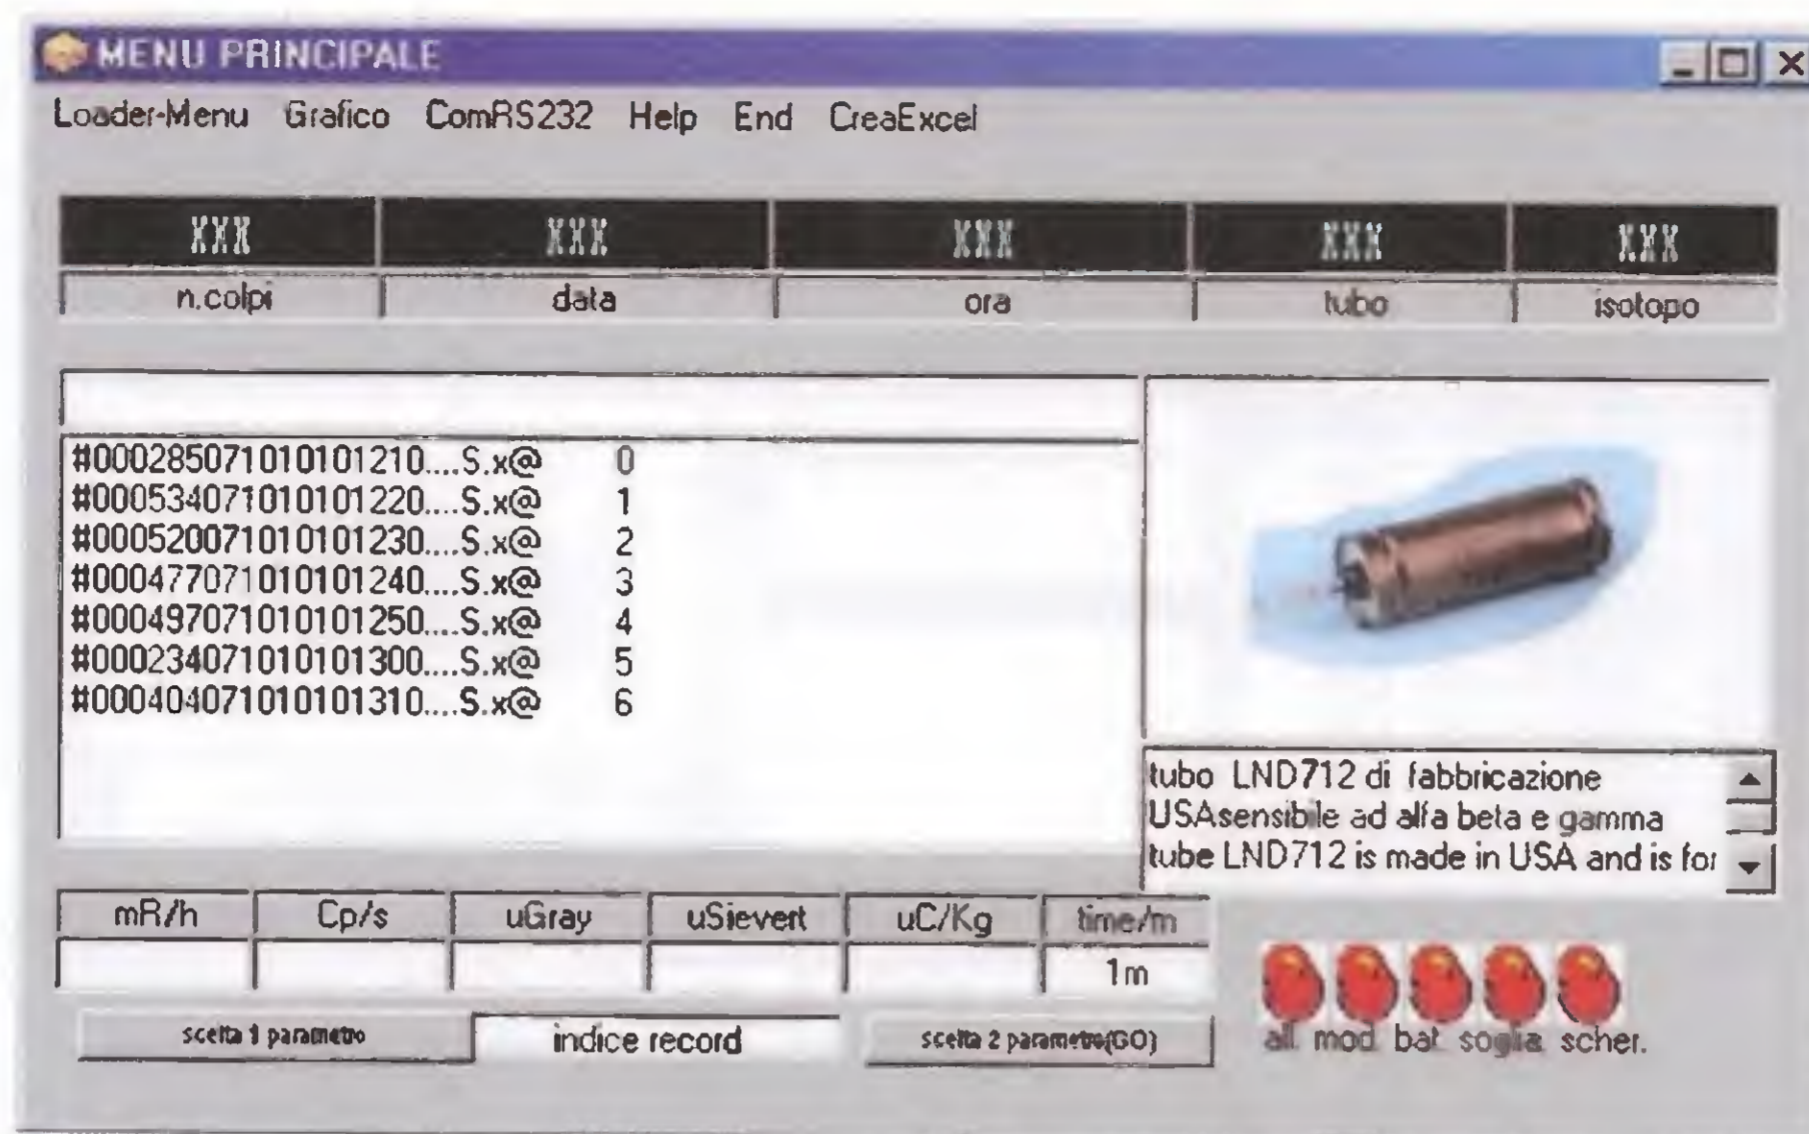 MENU PRINCIPALE
Loader-Menu Grafico ComRS232 Help End CreaExcel
XXX XXX XXX XXX XXX
n.colpi data ora tubo isotopo
#000285071010101210....S.x@ 0
#000534071010101220....S.x@ 1
#000520071010101230....S.x@ 2
#000477071010101240....S.x@ 3
#000497071010101250....S.x@ 4
#000234071010101300....S.x@ 5
#000404071010101310....S.x@ 6
tubo LND712 di fabbricazione
USAsensibile ad alfa beta e gamma
tube LND712 is made in USA and is for
mR/h Cp/s uGray uSievert uC/Kg time/m
1m
scelta 1 parametro indice record scelta 2 parametro(GO)
all. mod. bat. soglia. scher.